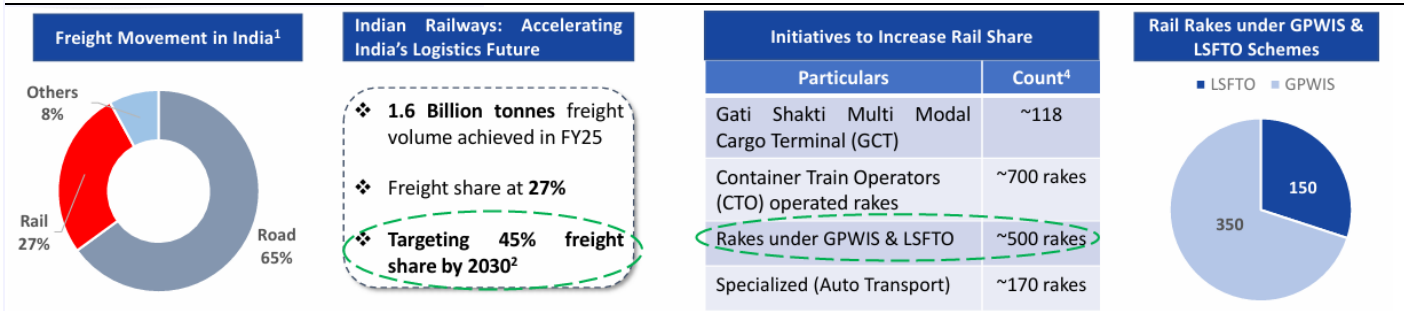 Freight Movement in India1
Others
8%
Rail
27%
Road
65%
Indian Railways: Accelerating
India's Logistics Future
❖ 1.6 Billion tonnes freight
volume achieved in FY25
❖ Freight share at 27%
❖ Targeting 45% freight
share by 20302
Initiatives to Increase Rail Share
Particulars Count4
Gati Shakti Multi Modal ~118
Cargo Terminal (GCT)
Container Train Operators ~700 rakes
(CTO) operated rakes
Rakes under GPWIS & LSFTO ~500 rakes
Specialized (Auto Transport) ~170 rakes
Rail Rakes under GPWIS &
LSFTO Schemes
LSFTO GPWIS
150
350